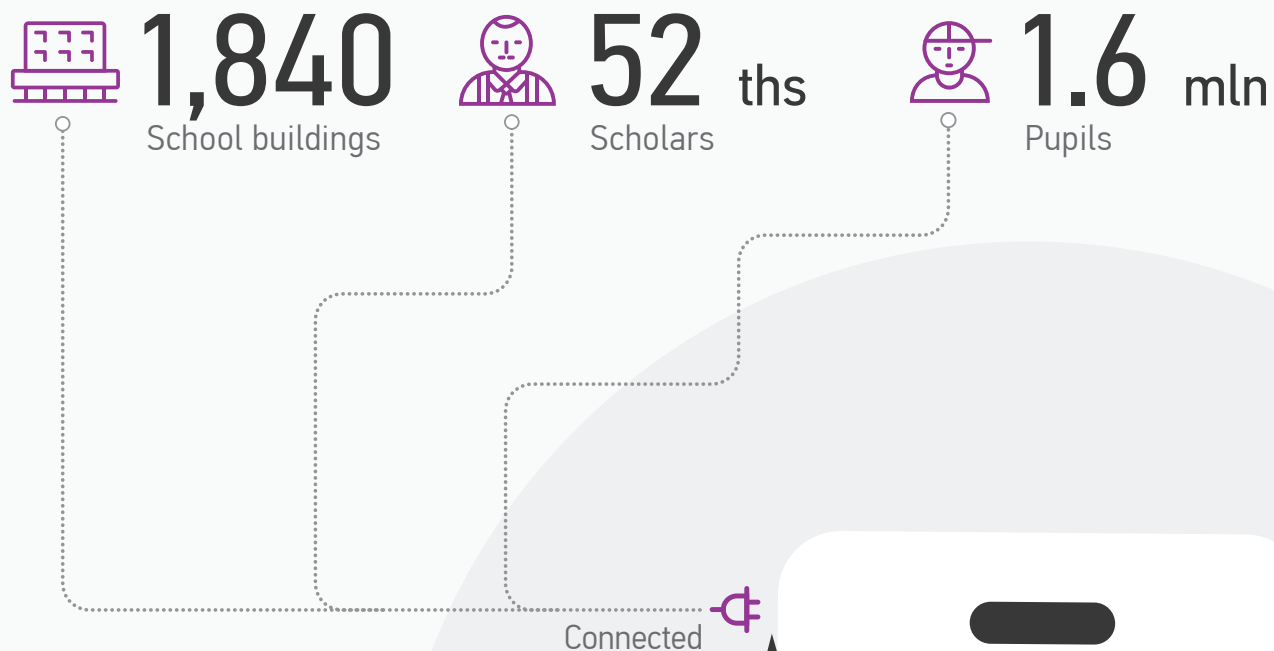 1,840
School buildings
52 ths
Scholars
1.6 mln
Pupils
Connected